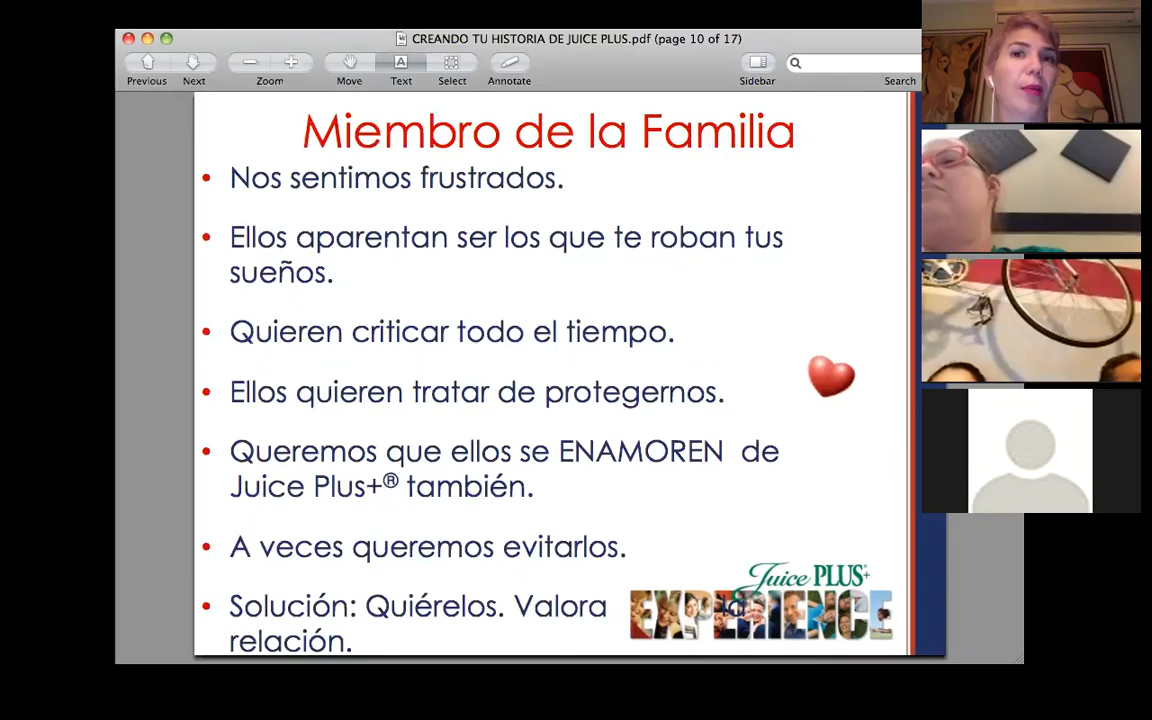 CREANDO TU HISTORIA DE JUICE PLUS.pdf (page 10 of 17)
Previous Next Zoom Move Text Select Annotate Sidebar Search
Miembro de la Familia
• Nos sentimos frustrados.
• Ellos aparentan ser los que te roban tus
sueños.
• Quieren criticar todo el tiempo.
• Ellos quieren tratar de protegernos.
• Queremos que ellos se ENAMOREN de
Juice Plus+® también.
• A veces queremos evitarlos.
• Solución: Quiérelos. Valora la
relación.
Juice PLUS+
EXPERIENCE